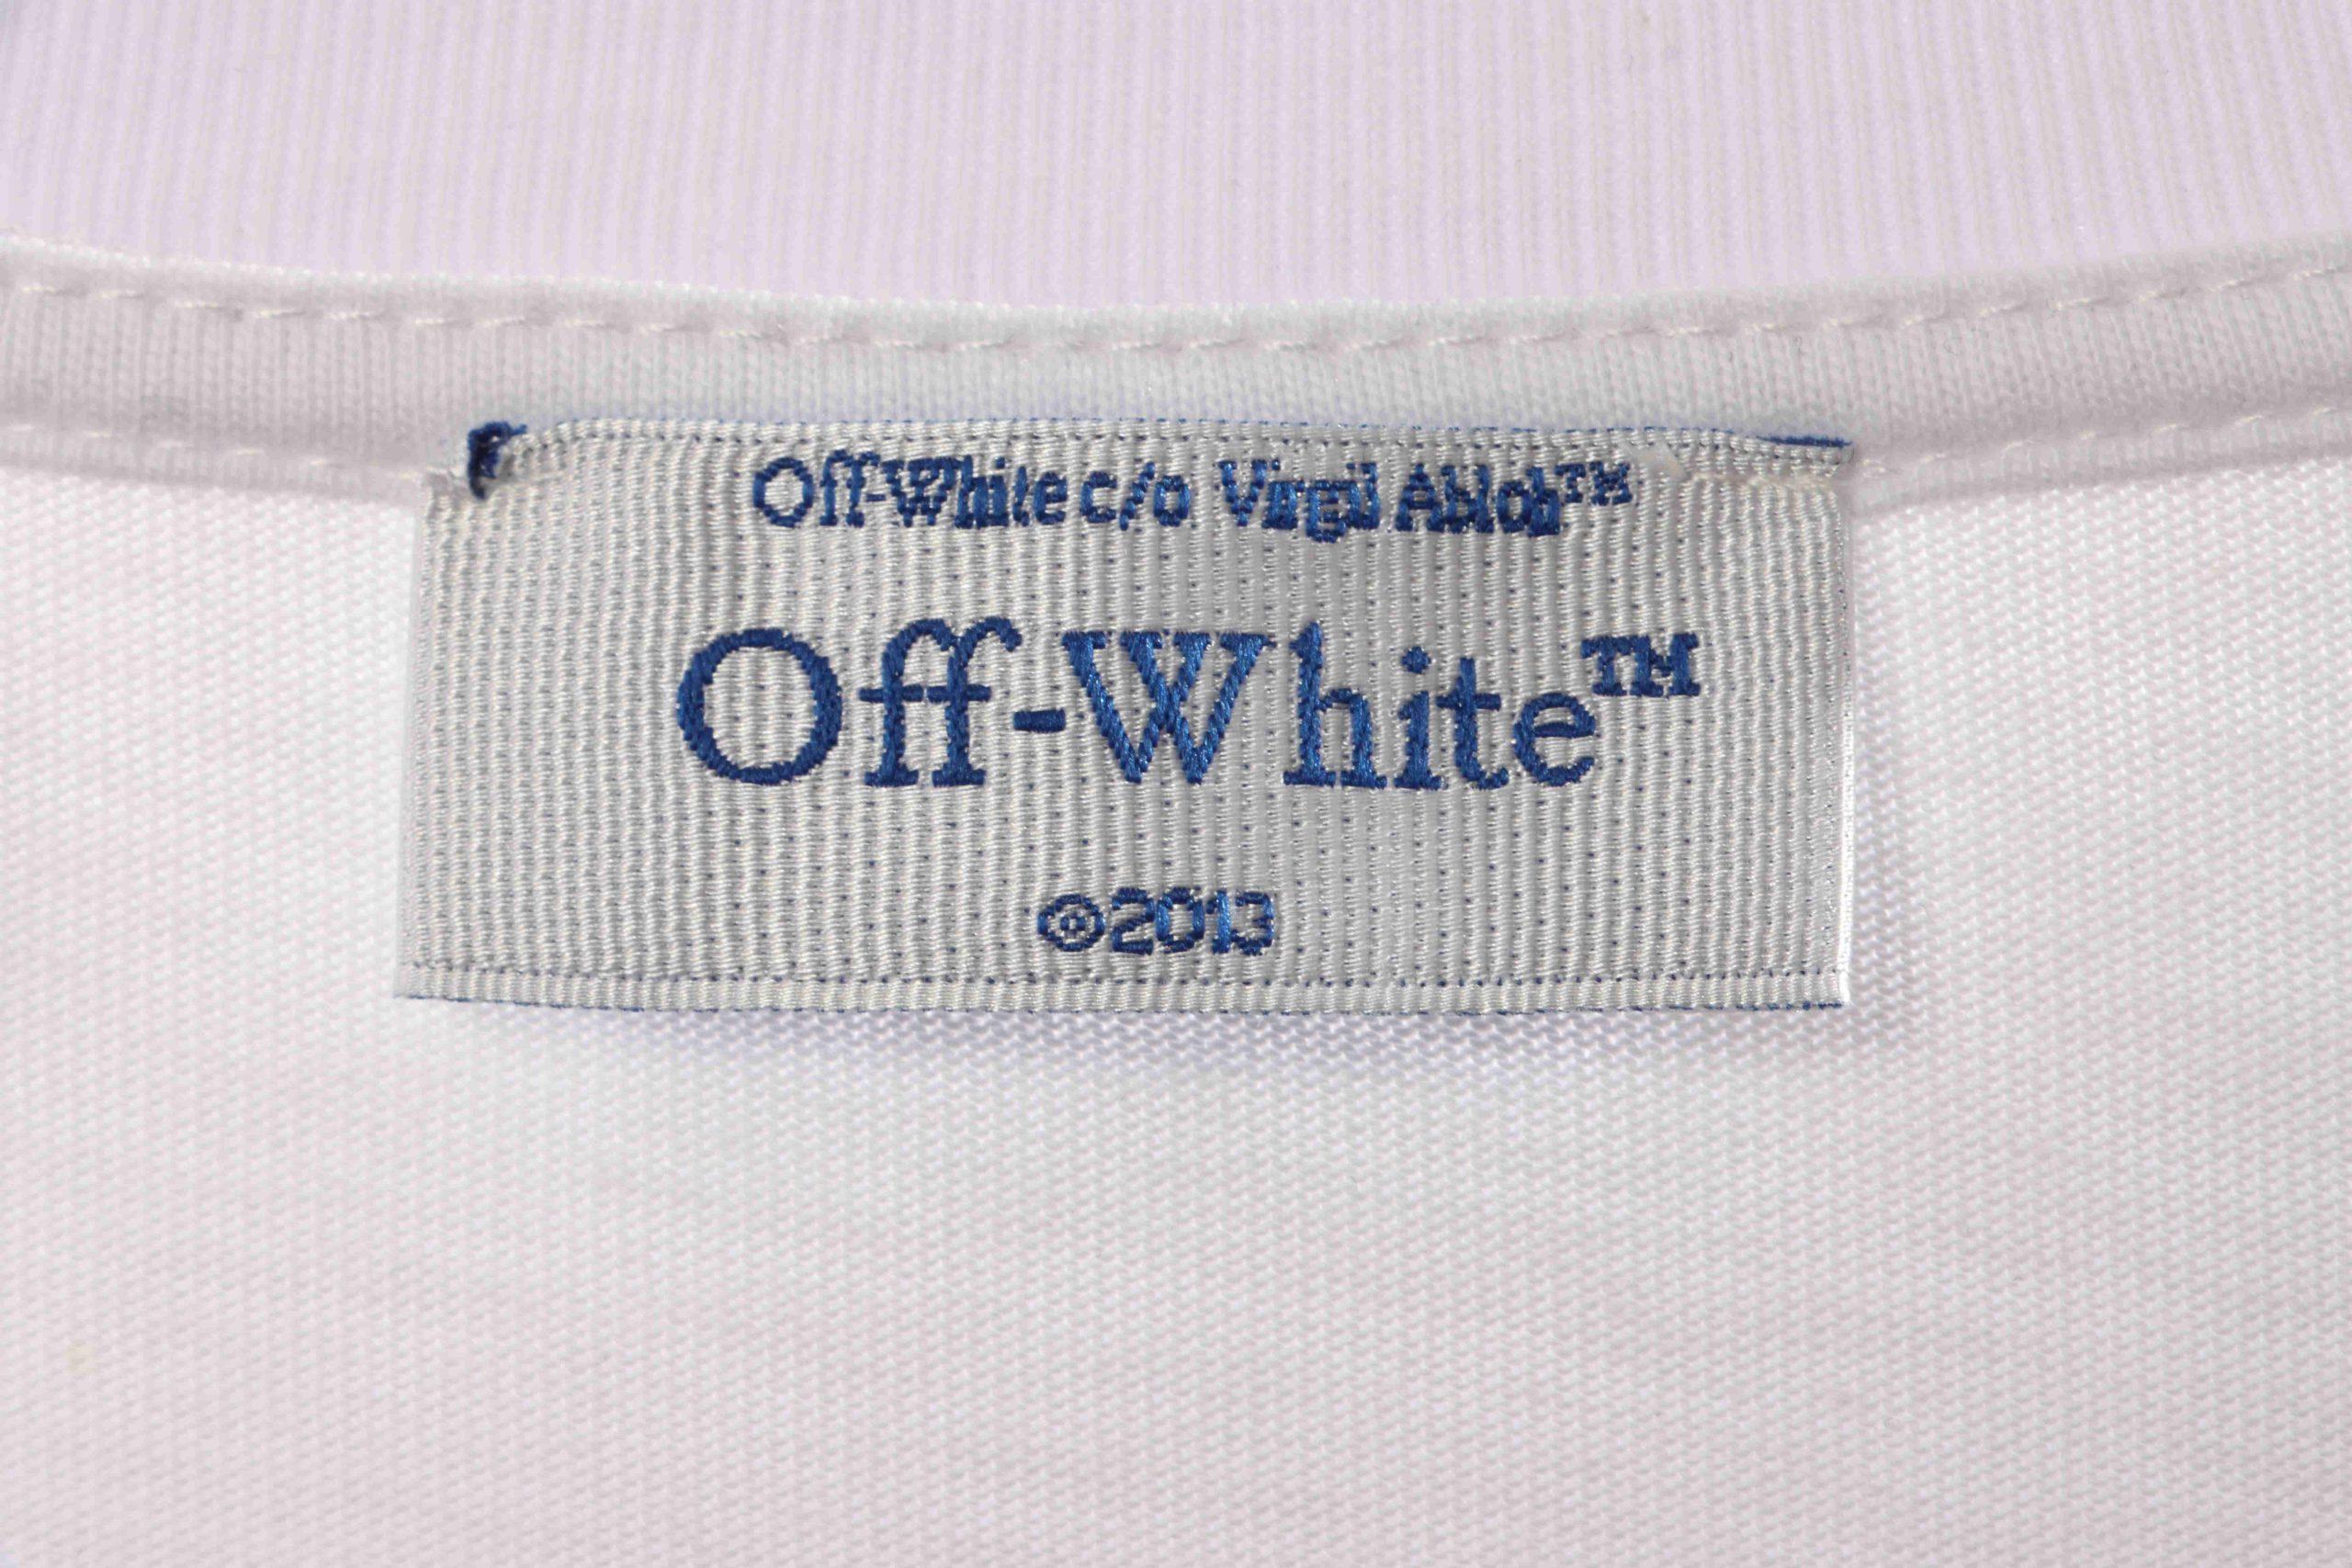 Off-White c/o Virgil Abloh™
Off-White™
©2013